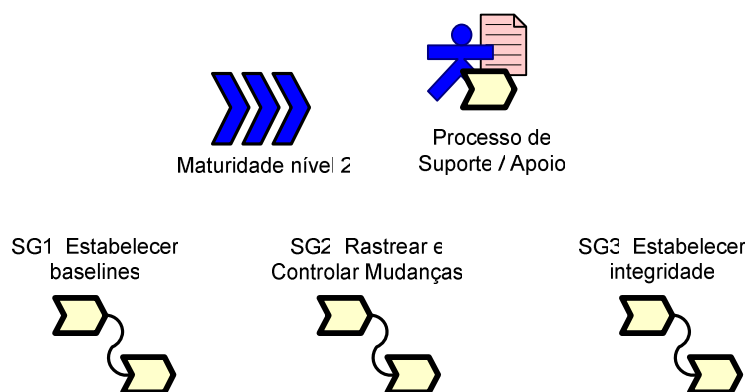 Processo de
Suporte / Apoio
Maturidade nível 2
SG1 Estabelecer
baselines
SG2 Rastrear e
Controlar Mudanças
SG3 Estabelecer
integridade